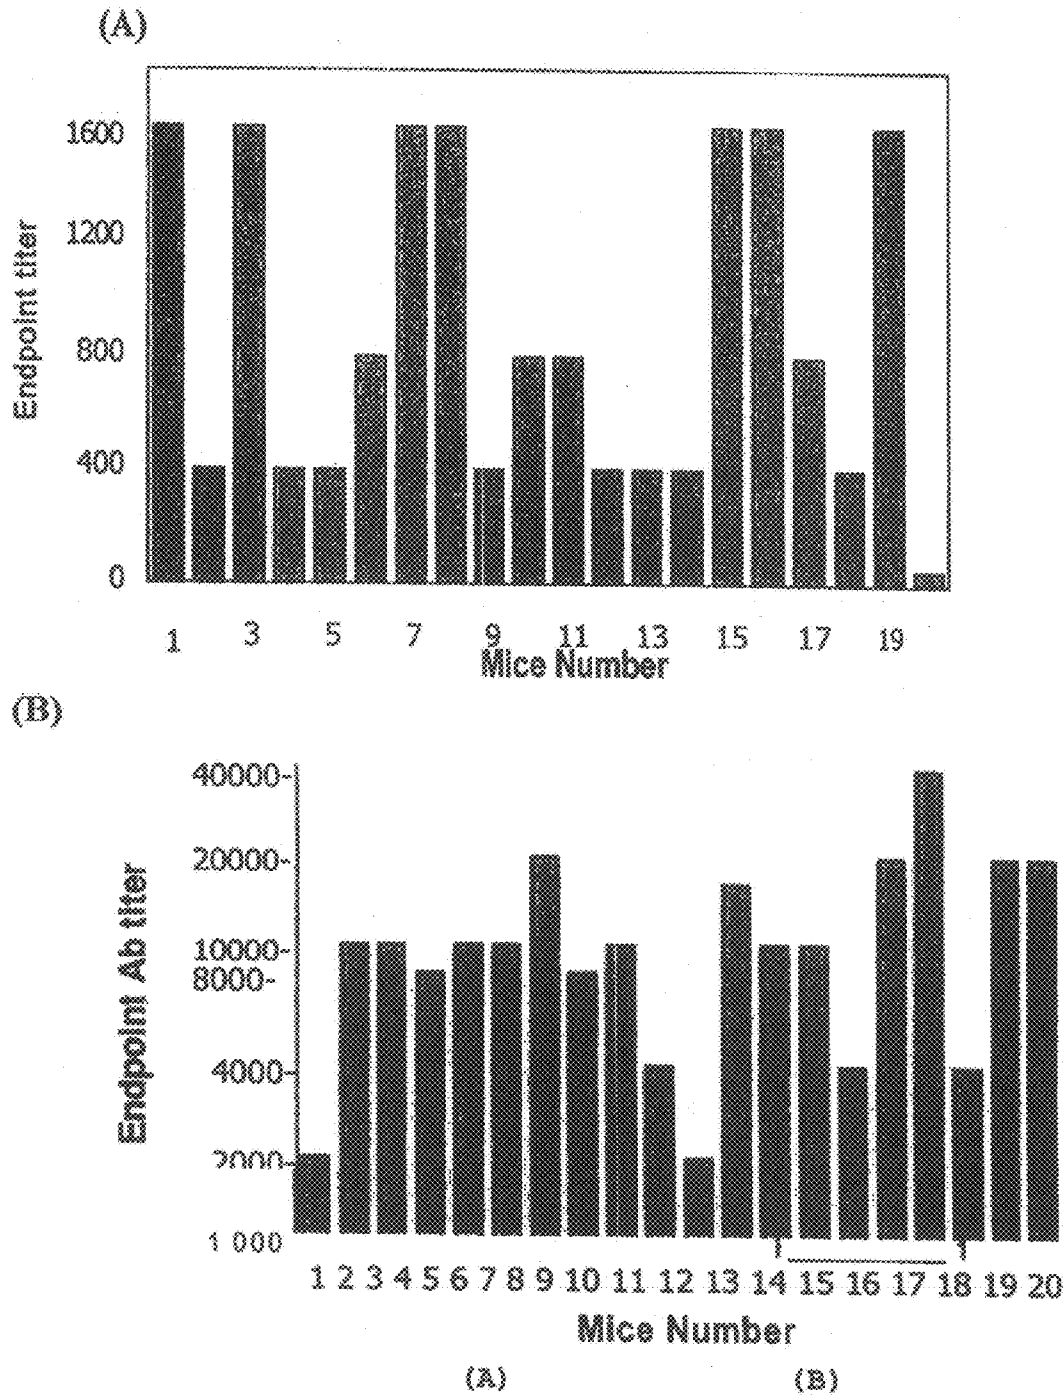 (A)
1600
1200
800
400
0
Endpoint titer
1 3 5 7 9 11 13 15 17 19
Mice Number
(B)
40000-
20000-
10000-
8000-
4000-
2000-
1 000
Endpoint Ab titer
1 2 3 4 5 6 7 8 9 10 11 12 13 14 15 16 17 18 19 20
Mice Number
(A) (B)